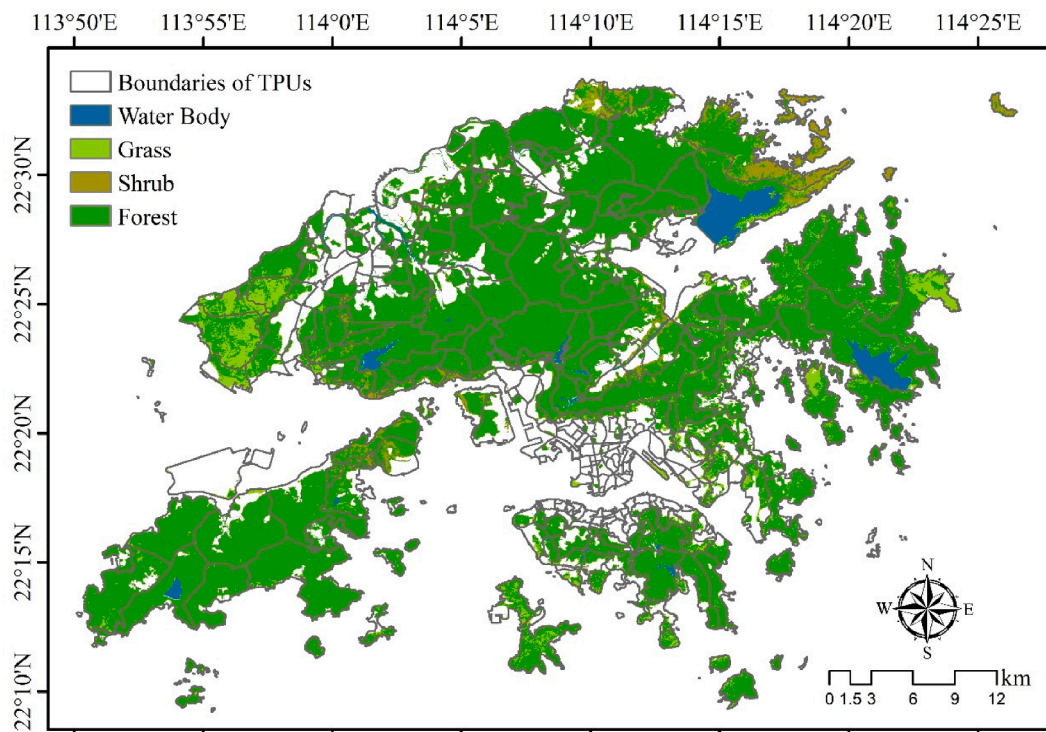 113°50'E 113°55'E 114°0'E 114°5'E 114°10'E 114°15'E 114°20'E 114°25'E
Boundaries of TPUs
Water Body
Grass
Shrub
Forest
22°30'N
22°25'N
22°20'N
22°15'N
22°10'N
N
W E
S
km
0 1.5 3 6 9 12